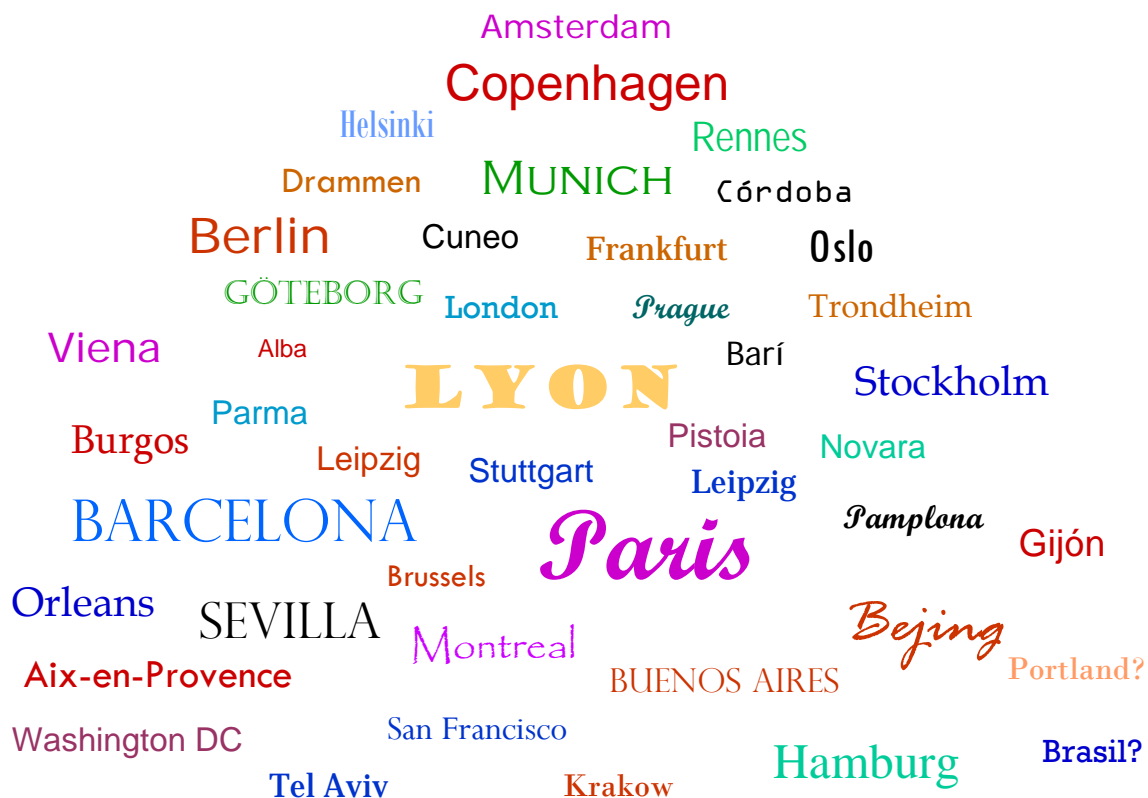 Amsterdam
Copenhagen
Helsinki
Rennes
Drammen
MUNICH
Córdoba
Berlin
Cuneo
Frankfurt
Oslo
GÖTEBORG
London
Prague
Trondheim
Viena
Alba
Barí
LYON
Stockholm
Parma
Burgos
Pistoia
Novara
Leipzig
Stuttgart
Leipzig
BARCELONA
Pamplona
Paris
Gijón
Brussels
Orleans
SEVILLA
Bejing
Montreal
Aix-en-Provence
BUENOS AIRES
Portland?
Washington DC
San Francisco
Hamburg
Brasil?
Tel Aviv
Krakow